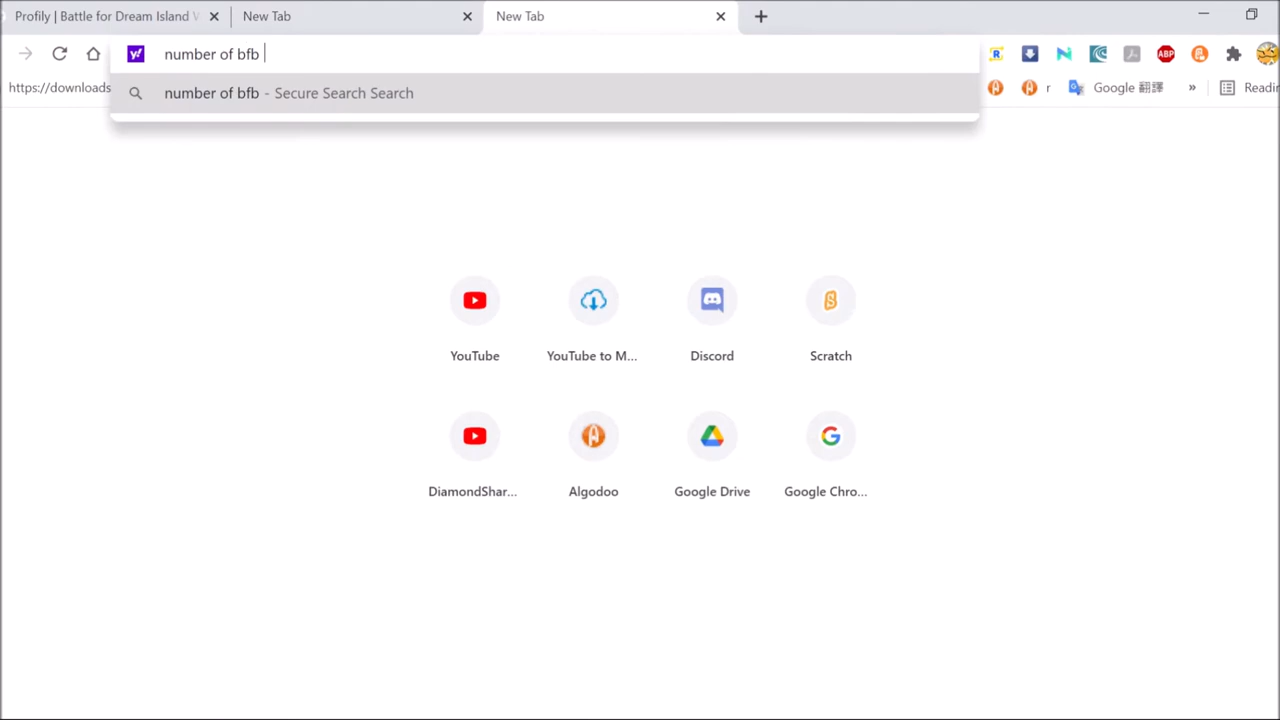 Profily | Battle for Dream Island
New Tab
New Tab
number of bfb
https://downloads
r
Google 翻譯
»
Readin
number of bfb - Secure Search Search
YouTube
YouTube to M...
Discord
Scratch
DiamondShar...
Algodoo
Google Drive
Google Chro...
ABP